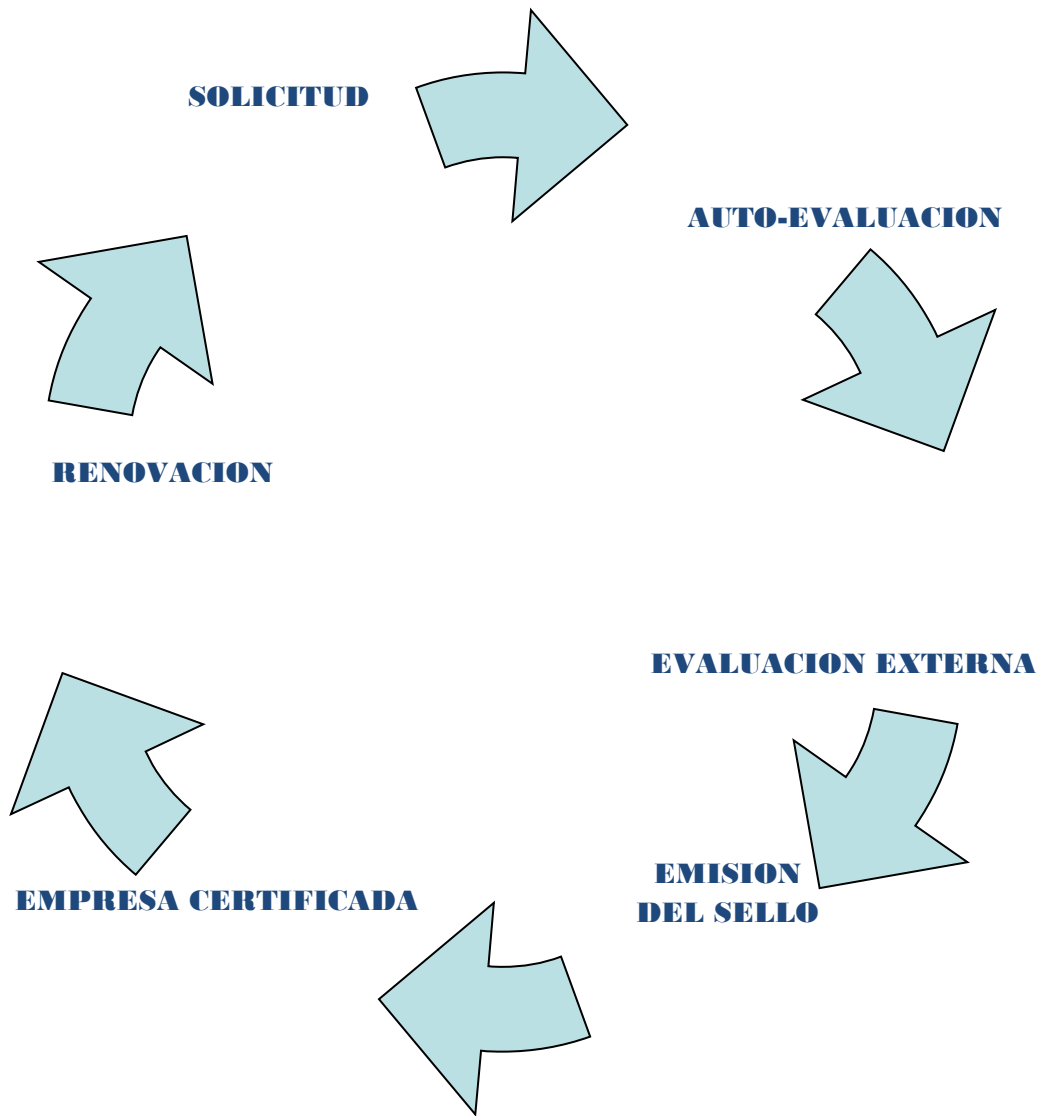 SOLICITUD
AUTO-EVALUACION
RENOVACION
EVALUACION EXTERNA
EMISION
DEL SELLO
EMPRESA CERTIFICADA